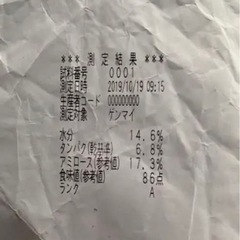 *** 測定結果 ***
試料番号 0001
測定日時 2019/10/19 09:15
生産者コード 000000000
測定対象 ゲンマイ
水分 14.6%
タンパク(乾基準) 6.8%
アミロース(参考値) 17.3%
食味値(参考値) 86点
ランク A